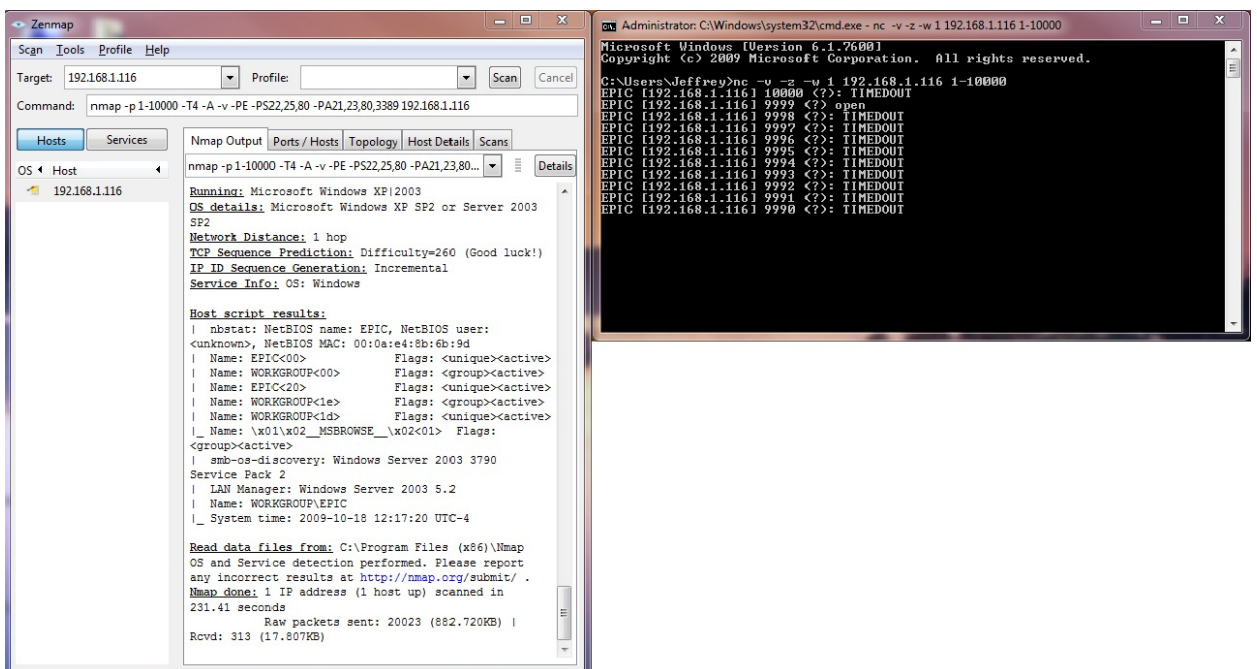 Zenmap
Scan Tools Profile Help
Target: 192.168.1.116 Profile: Scan Cancel
Command: nmap -p 1-10000 -T4 -A -v -PE -PS22,25,80 -PA21,23,80,3389 192.168.1.116
Hosts Services
OS Host
192.168.1.116
Nmap Output Ports / Hosts Topology Host Details Scans
nmap -p 1-10000 -T4 -A -v -PE -PS22,25,80 -PA21,23,80... Details
Running: Microsoft Windows XP|2003
OS details: Microsoft Windows XP SP2 or Server 2003
SP2
Network Distance: 1 hop
TCP Sequence Prediction: Difficulty=260 (Good luck!)
IP ID Sequence Generation: Incremental
Service Info: OS: Windows
Host script results:
| nbstat: NetBIOS name: EPIC, NetBIOS user:
<unknown>, NetBIOS MAC: 00:0a:e4:8b:6b:9d
| Name: EPIC<00> Flags: <unique><active>
| Name: WORKGROUP<00> Flags: <group><active>
| Name: EPIC<20> Flags: <unique><active>
| Name: WORKGROUP<1e> Flags: <group><active>
| Name: WORKGROUP<1d> Flags: <unique><active>
|_ Name: \x01\x02__MSBROWSE__\x02<01> Flags:
<group><active>
| smb-os-discovery: Windows Server 2003 3790
Service Pack 2
| LAN Manager: Windows Server 2003 5.2
| Name: WORKGROUP\EPIC
|_ System time: 2009-10-18 12:17:20 UTC-4
Read data files from: C:\Program Files (x86)\Nmap
OS and Service detection performed. Please report
any incorrect results at http://nmap.org/submit/ .
Nmap done: 1 IP address (1 host up) scanned in
231.41 seconds
Raw packets sent: 20023 (882.720KB) |
Rcvd: 313 (17.807KB)
Administrator: C:\Windows\system32\cmd.exe - nc -v -z -w 1 192.168.1.116 1-10000
Microsoft Windows [Version 6.1.7600]
Copyright (c) 2009 Microsoft Corporation. All rights reserved.
C:\Users\Jeffrey>nc -v -z -w 1 192.168.1.116 1-10000
EPIC [192.168.1.116] 10000 (?): TIMEDOUT
EPIC [192.168.1.116] 9999 (?) open
EPIC [192.168.1.116] 9998 (?): TIMEDOUT
EPIC [192.168.1.116] 9997 (?): TIMEDOUT
EPIC [192.168.1.116] 9996 (?): TIMEDOUT
EPIC [192.168.1.116] 9995 (?): TIMEDOUT
EPIC [192.168.1.116] 9994 (?): TIMEDOUT
EPIC [192.168.1.116] 9993 (?): TIMEDOUT
EPIC [192.168.1.116] 9992 (?): TIMEDOUT
EPIC [192.168.1.116] 9991 (?): TIMEDOUT
EPIC [192.168.1.116] 9990 (?): TIMEDOUT